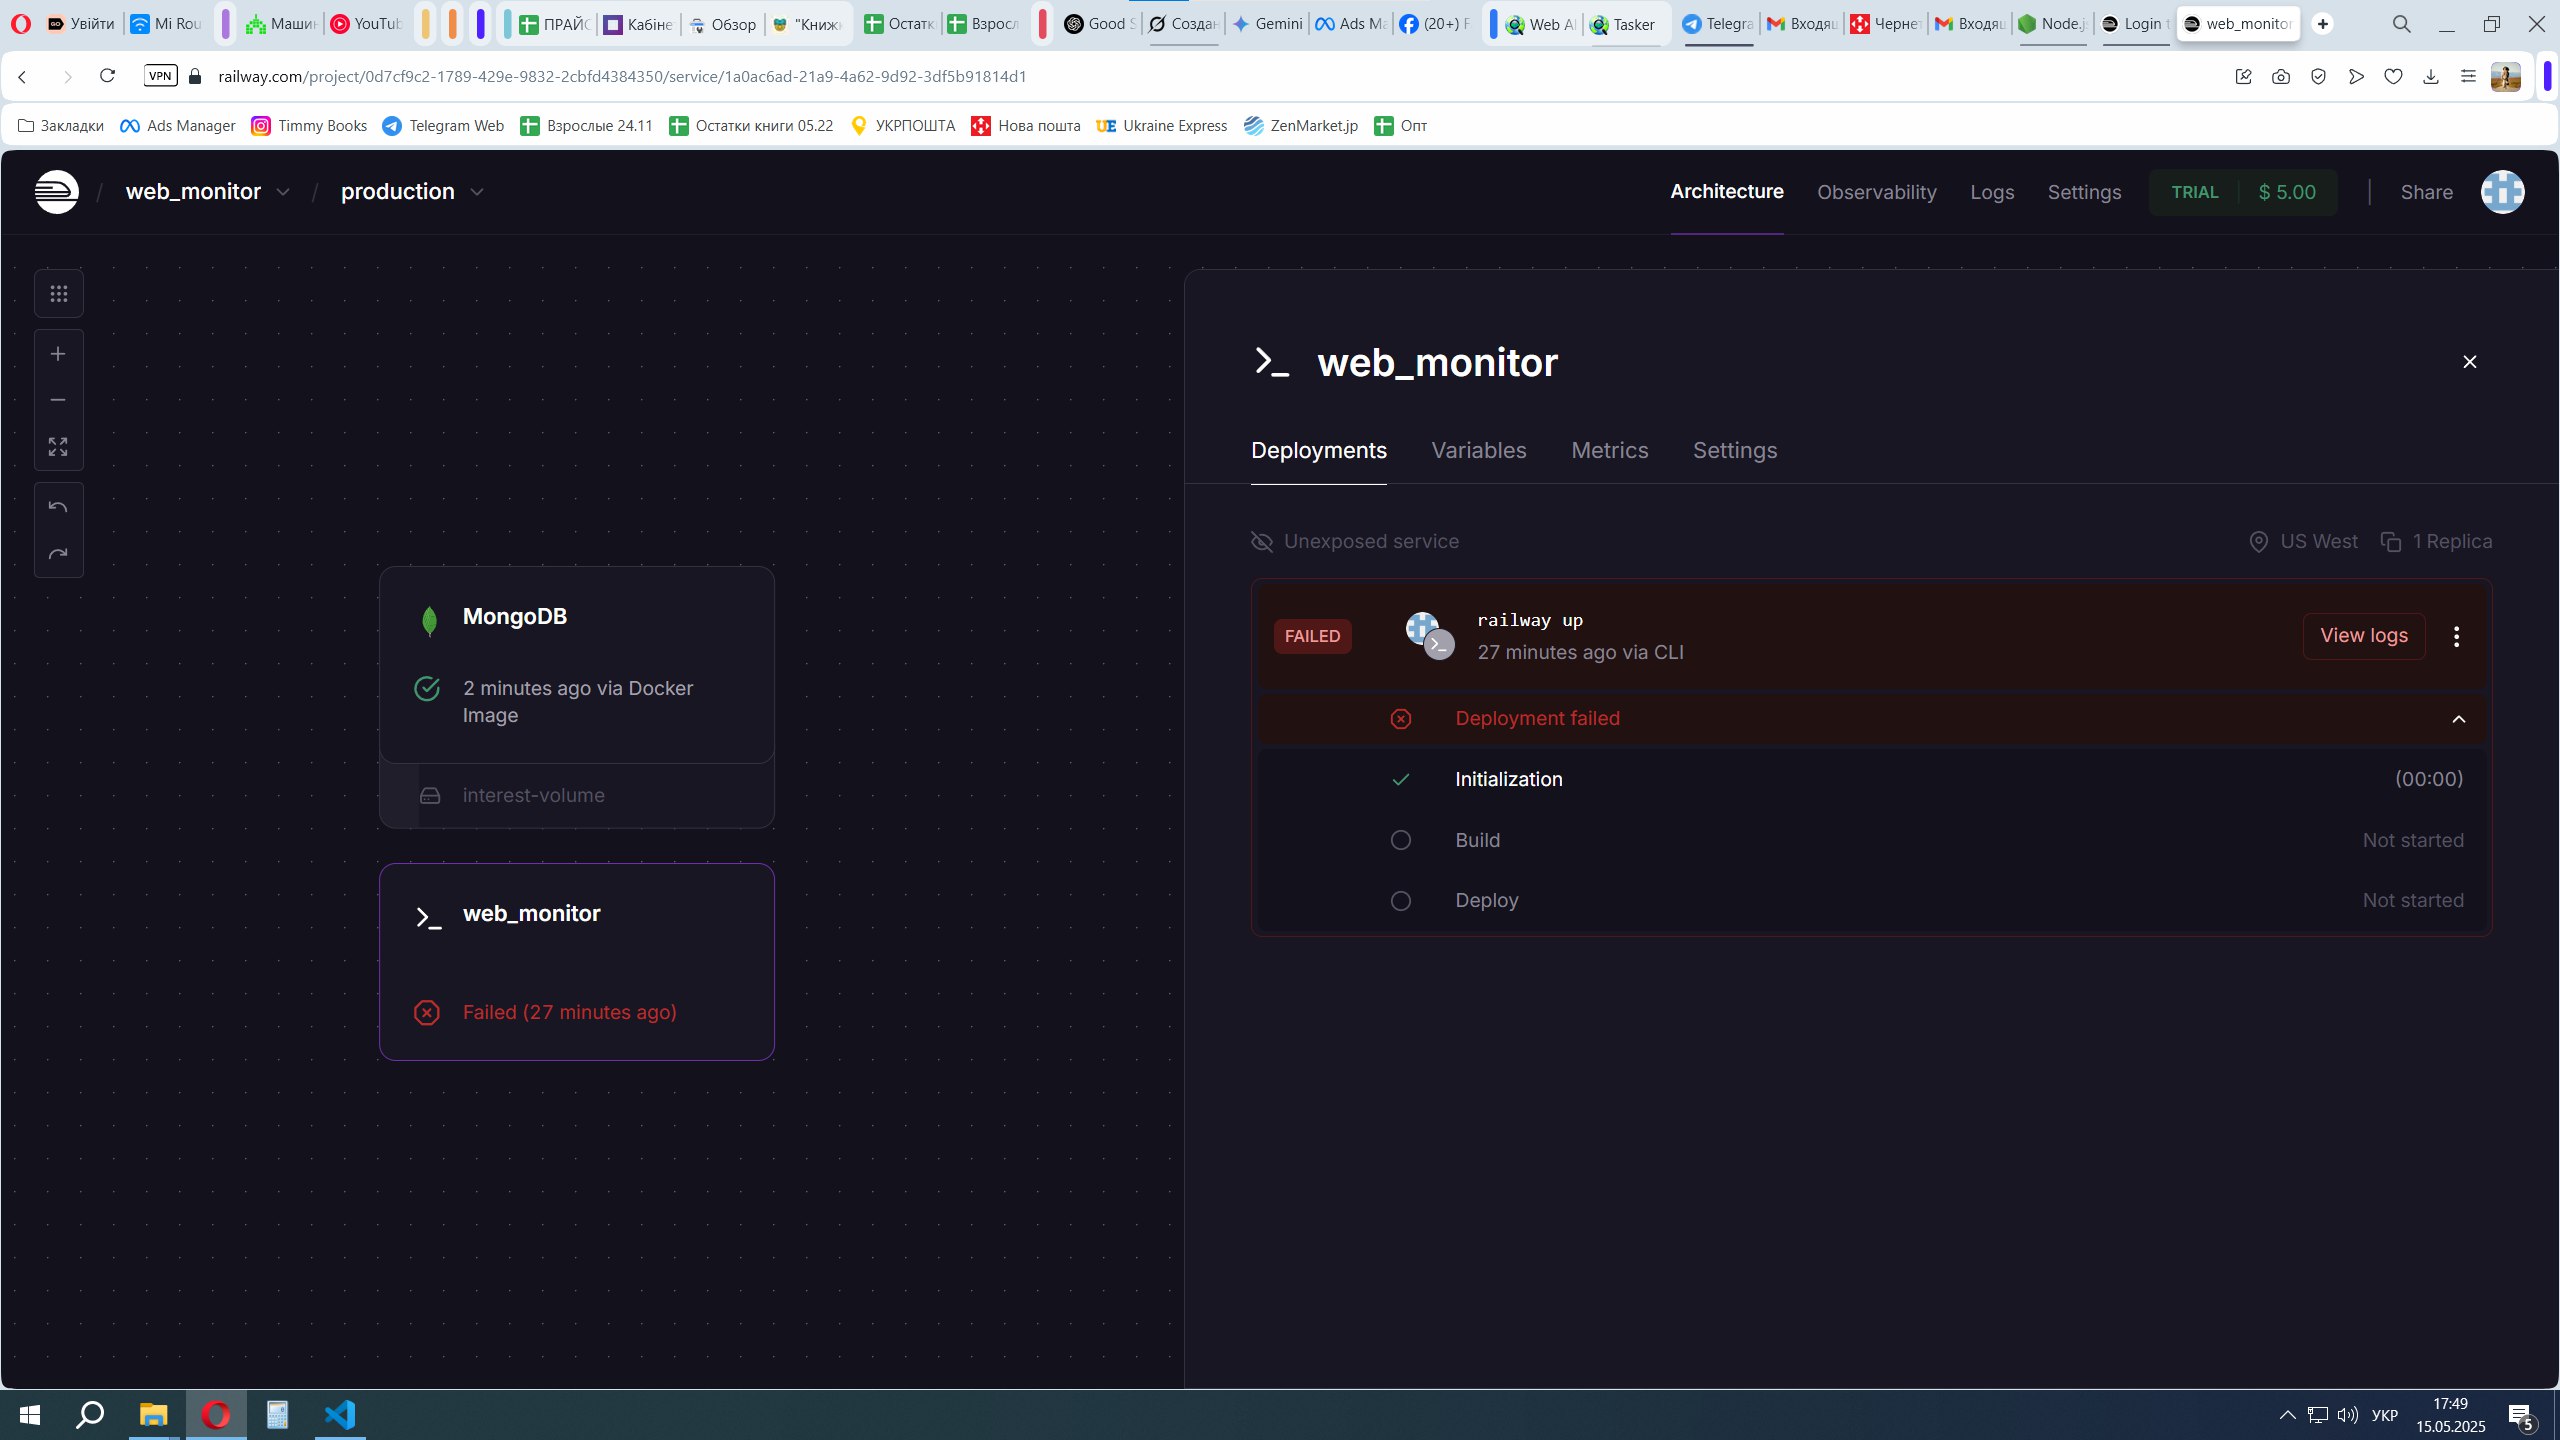 Увійти
Mi Rou
Машин
YouTub
ПРАЙС
Кабіне
Обзор
"Книжк
Остатк
Взросл
Good S
Создан
Gemini
Ads Ma
(20+) F
Web Al
Tasker
Telegra
Входящ
Чернет
Входящ
Node.js
Login t
web_monitor
VPN
railway.com/project/0d7cf9c2-1789-429e-9832-2cbfd4384350/service/1a0ac6ad-21a9-4a62-9d92-3df5b91814d1
Закладки
Ads Manager
Timmy Books
Telegram Web
Взрослые 24.11
Остатки книги 05.22
УКРПОШТА
Нова пошта
UE Ukraine Express
ZenMarket.jp
Опт
/ web_monitor / production
Architecture
Observability
Logs
Settings
TRIAL $ 5.00
Share
MongoDB
2 minutes ago via Docker
Image
interest-volume
web_monitor
Failed (27 minutes ago)
web_monitor
Deployments
Variables
Metrics
Settings
Unexposed service
US West
1 Replica
FAILED
railway up
27 minutes ago via CLI
View logs
Deployment failed
Initialization
(00:00)
Build
Not started
Deploy
Not started
УКР
17:49
15.05.2025
5